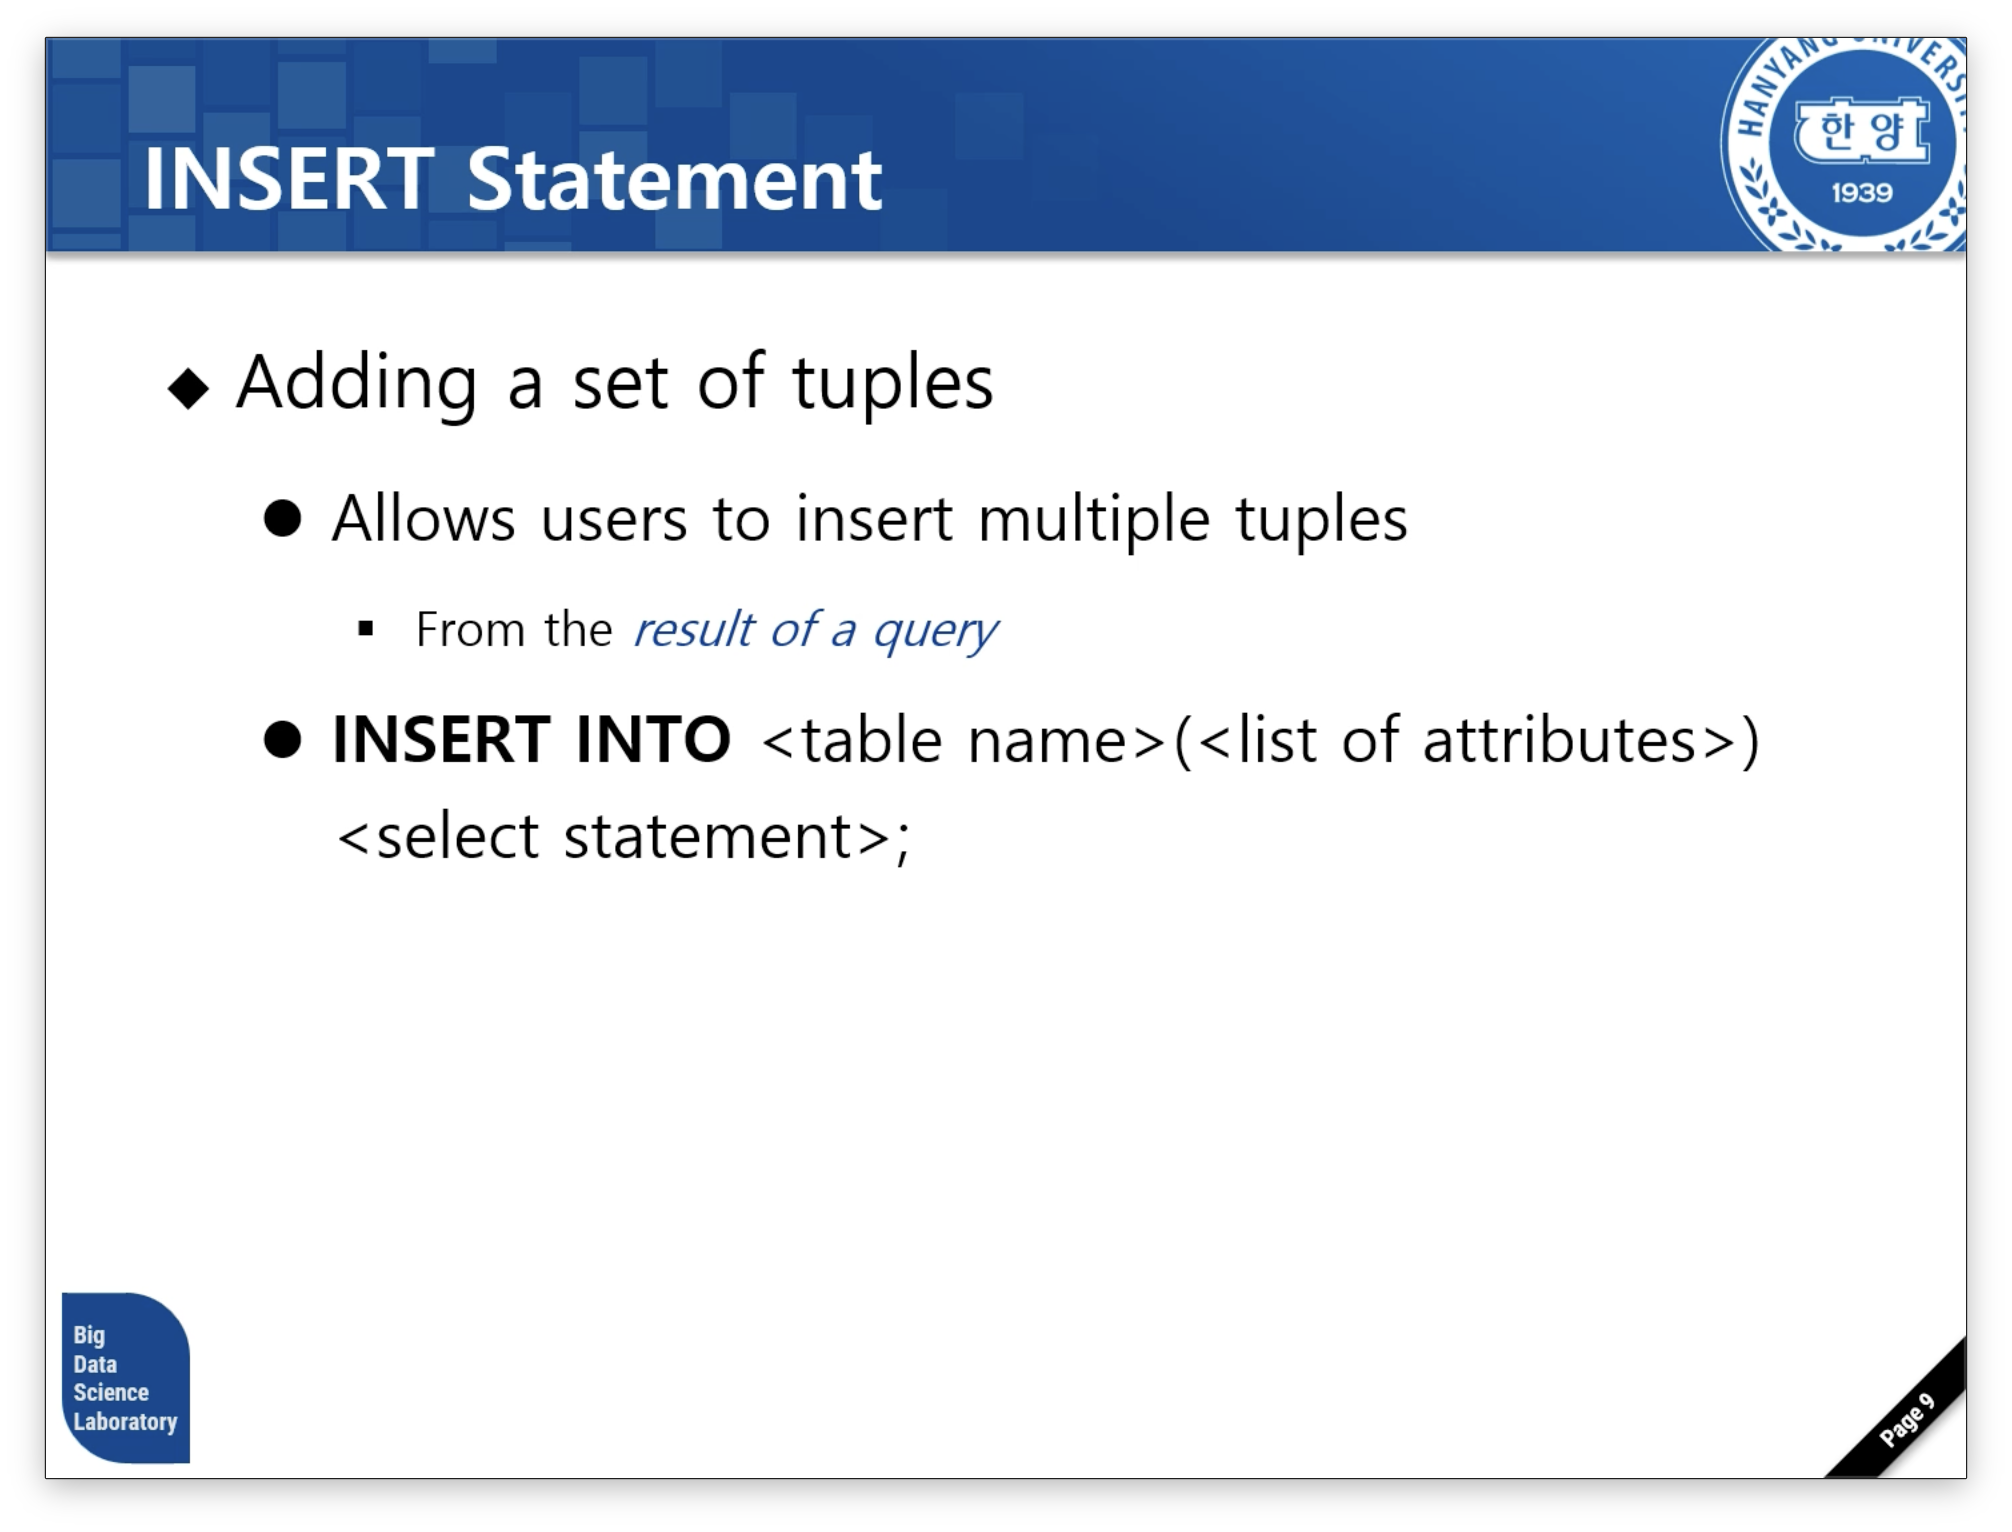 INSERT Statement
HANYANG UNIVERSI
한양
1939
◆ Adding a set of tuples
● Allows users to insert multiple tuples
▪ From the result of a query
● INSERT INTO <table name>(<list of attributes>)
<select statement>;
Big
Data
Science
Laboratory
Page 9